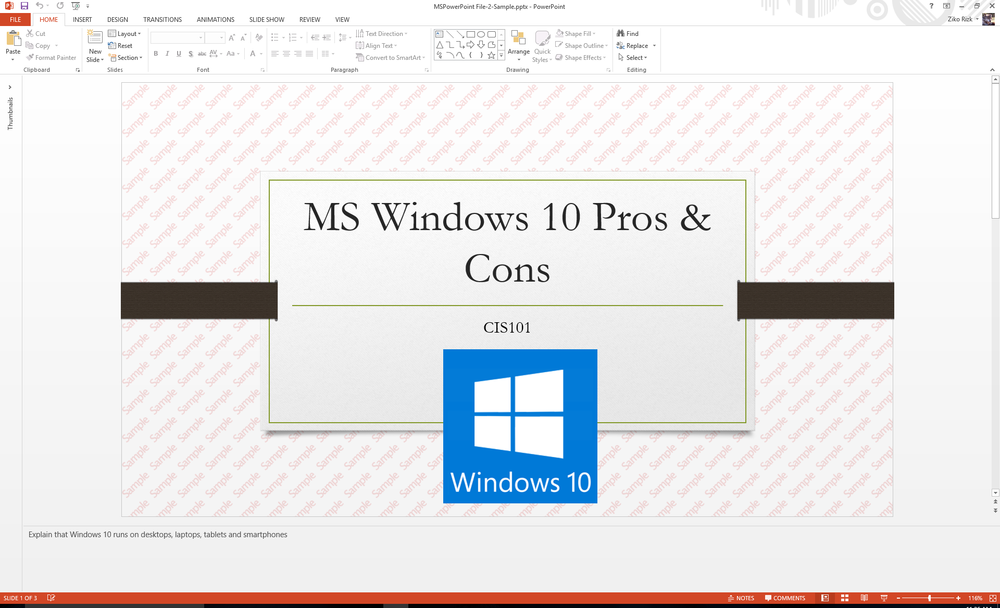 MSPowerPoint File-2-Sample.pptx - PowerPoint
FILE HOME INSERT DESIGN TRANSITIONS ANIMATIONS SLIDE SHOW REVIEW VIEW
Ziko Rizk
Paste
Cut
Copy
Format Painter
Clipboard
New
Slide
Layout
Reset
Section
Slides
B I U S abc AV Aa A
Font
Text Direction
Align Text
Convert to SmartArt
Paragraph
Arrange
Quick
Styles
Shape Fill
Shape Outline
Shape Effects
Drawing
Find
Replace
Select
Editing
Thumbnails
Sample
MS Windows 10 Pros &
Cons
CIS101
Windows 10
Explain that Windows 10 runs on desktops, laptops, tablets and smartphones
SLIDE 1 OF 3
NOTES COMMENTS 116%